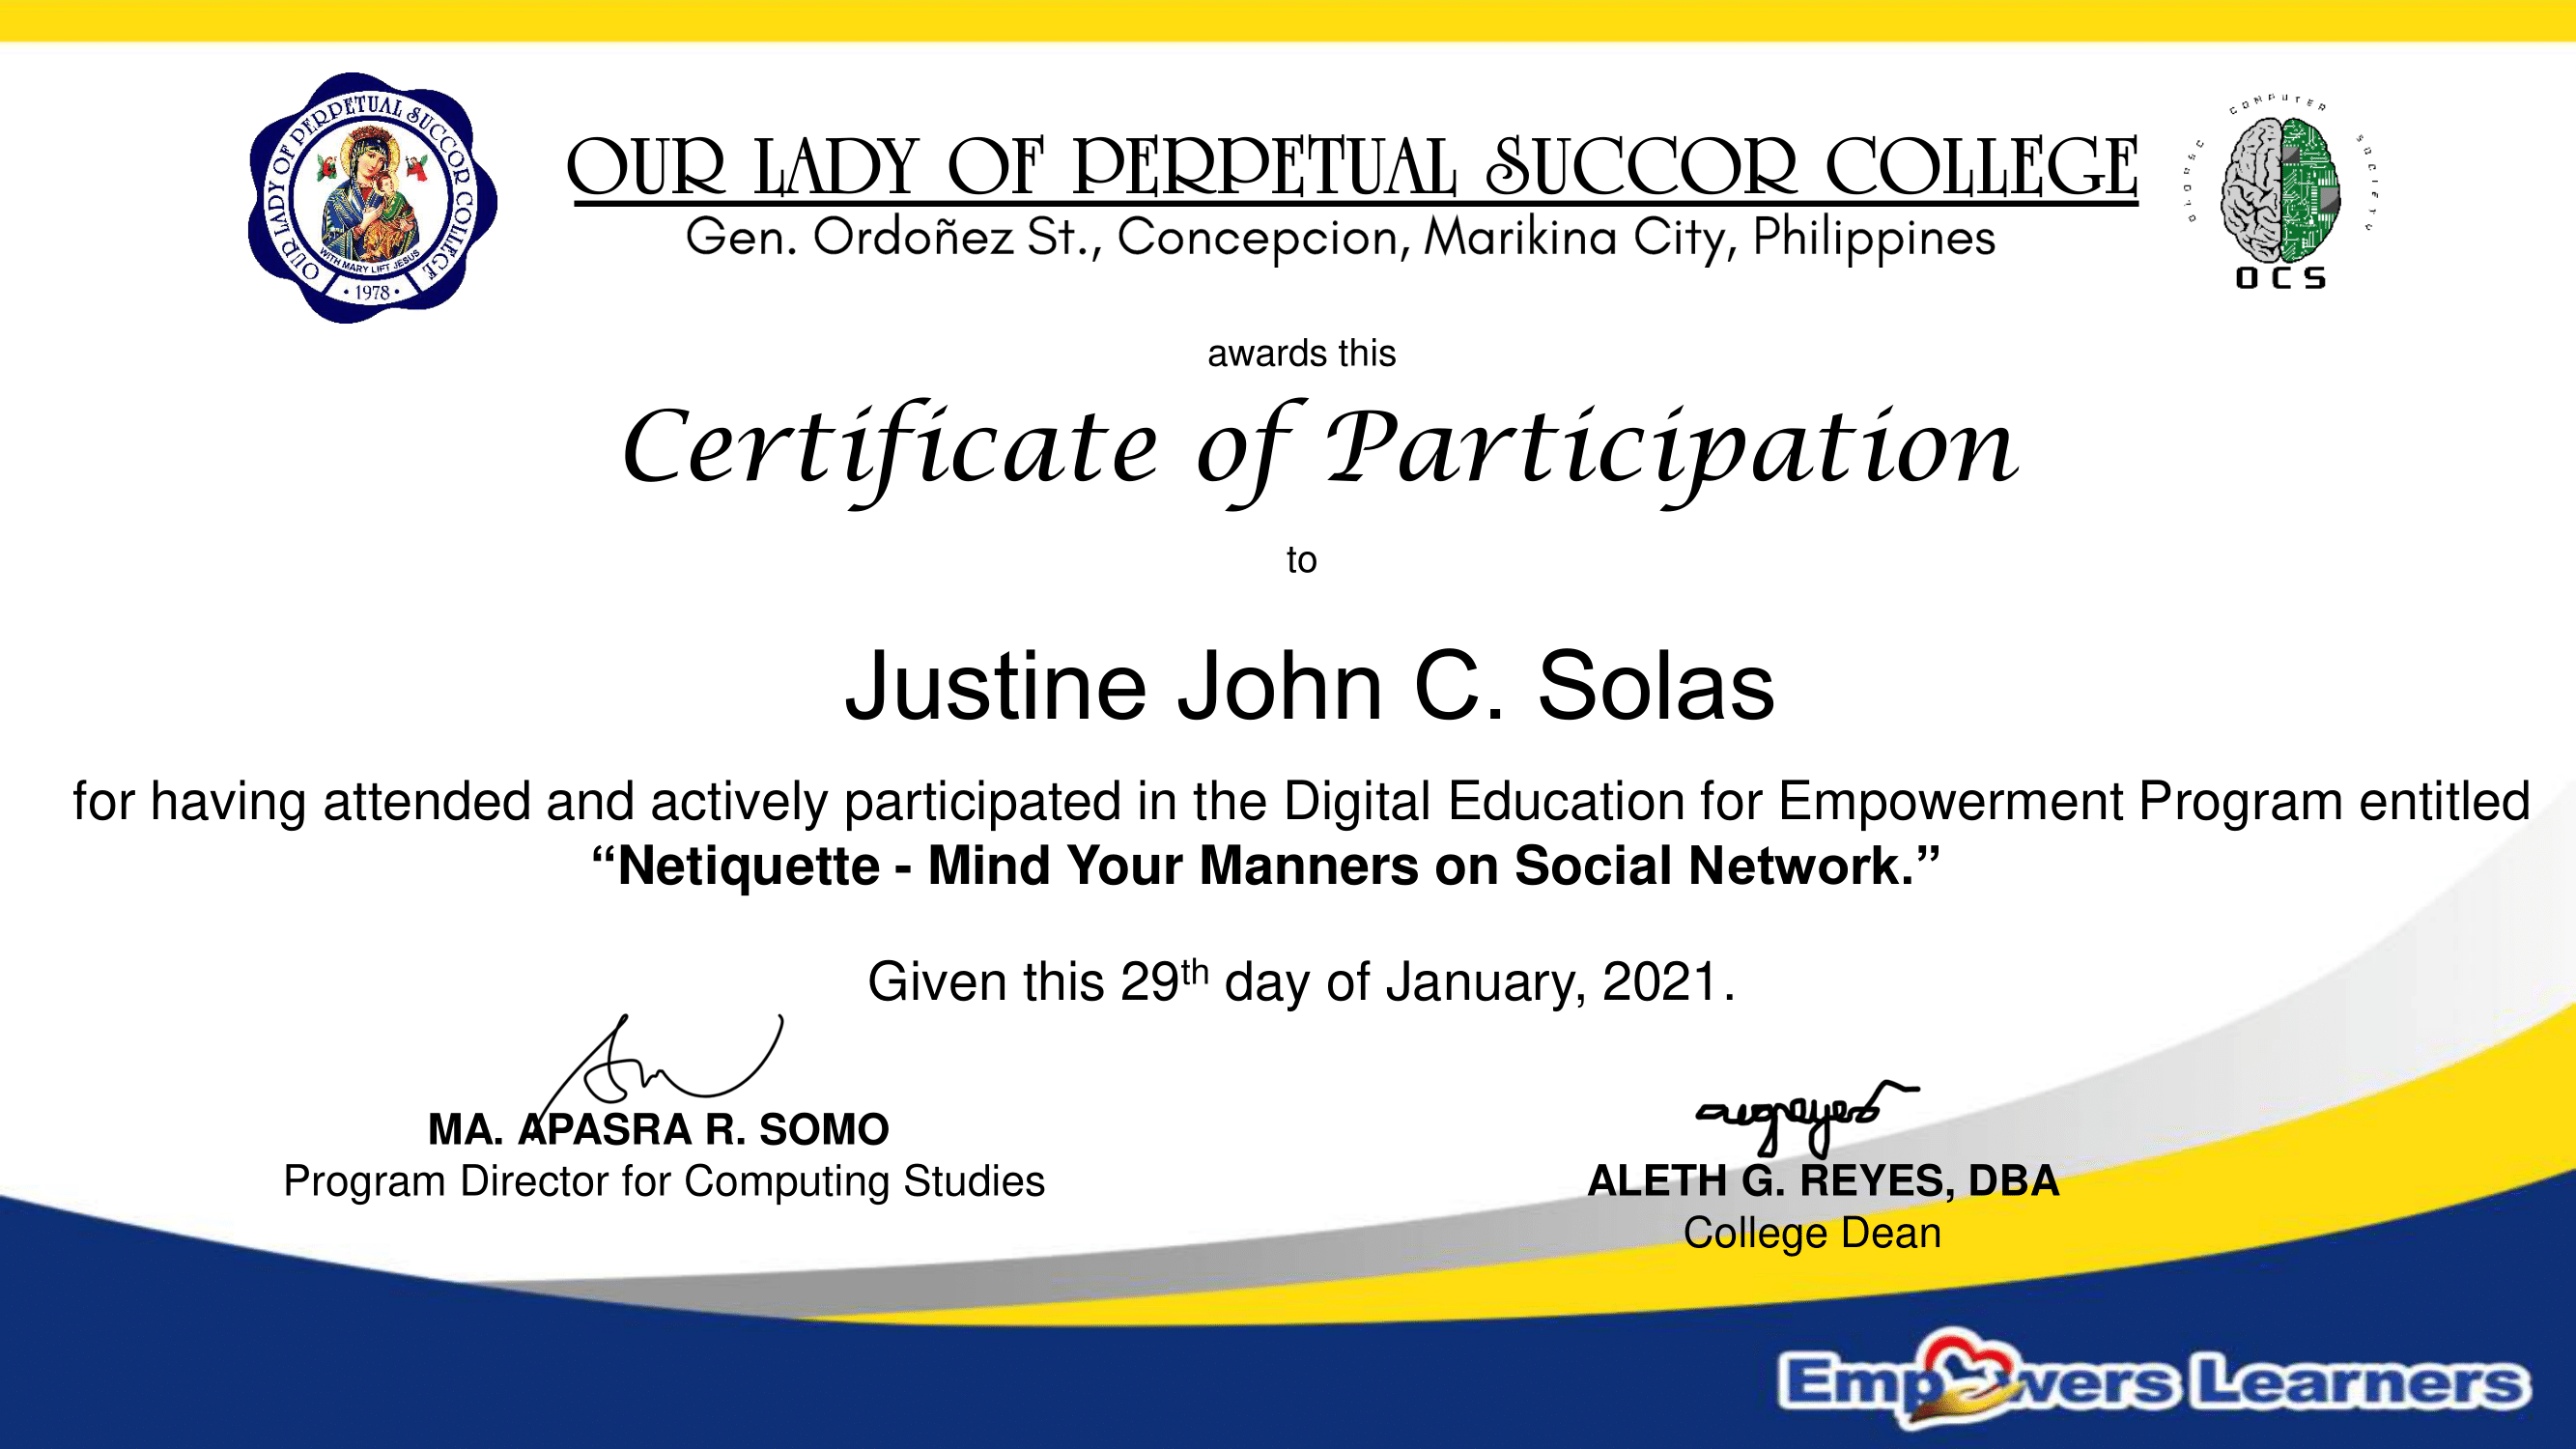 OUR LADY OF PERPETUAL SUCCOR COLLEGE
WITH MARY LIFT JESUS
• 1978 •
OUR LADY OF PERPETUAL SUCCOR COLLEGE
Gen. Ordoñez St., Concepcion, Marikina City, Philippines
COMPUTER
SOCIETY
OCS
awards this
Certificate of Participation
to
Justine John C. Solas
for having attended and actively participated in the Digital Education for Empowerment Program entitled
“Netiquette - Mind Your Manners on Social Network.”
Given this 29th day of January, 2021.
MA. APASRA R. SOMO
Program Director for Computing Studies
ALETH G. REYES, DBA
College Dean
Empowers Learners